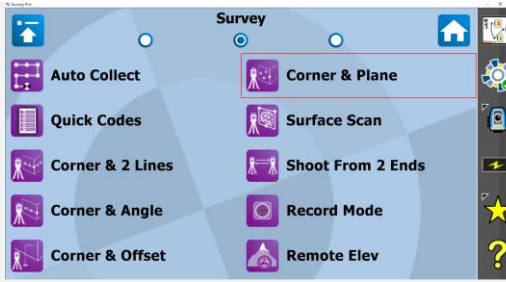 Survey Pro
Survey
Auto Collect
Corner & Plane
Quick Codes
Surface Scan
Corner & 2 Lines
Shoot From 2 Ends
Corner & Angle
Record Mode
Corner & Offset
Remote Elev